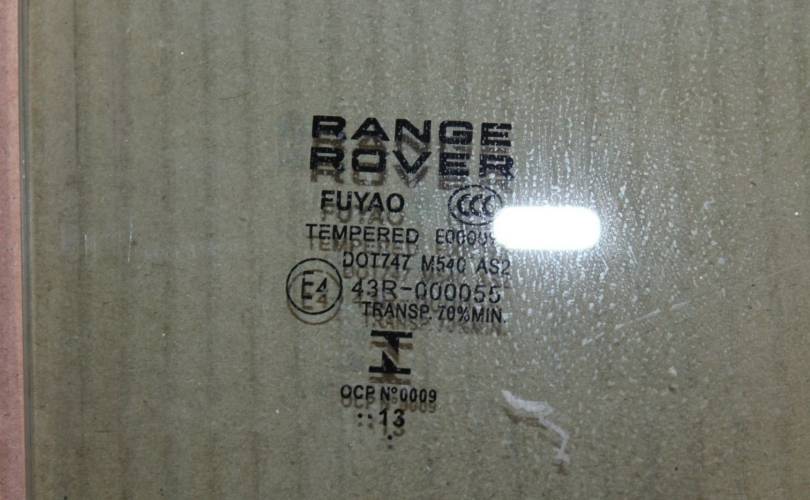 RANGE
ROVER
FUYAO CCC
TEMPERED
DOT747 M540 AS2
E4 43R-000055
TRANSP. 70%MIN.
OCP Nº0009
13